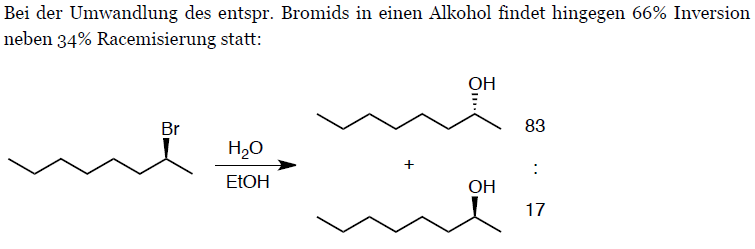 Bei der Umwandlung des entspr. Bromids in einen Alkohol findet hingegen 66% Inversion
neben 34% Racemisierung statt:
OH
83
Br
H₂O
EtOH
+
:
OH
17